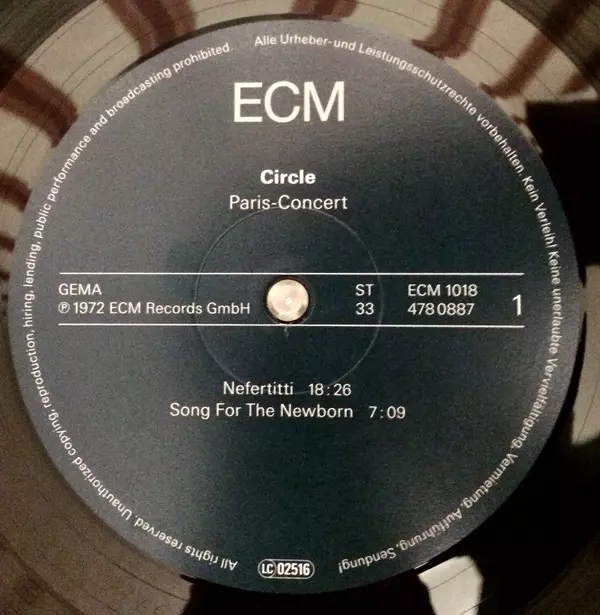 ECM
Circle
Paris-Concert
GEMA
℗ 1972 ECM Records GmbH
ST
33
ECM 1018
478 0887
1
Nefertitti 18:26
Song For The Newborn 7:09
Alle Urheber- und Leistungsschutzrechte vorbehalten. Kein Verleih! Keine unerlaubte Vervielfältigung, Vermietung, Aufführung, Sendung!
LC 02516
All rights reserved. Unauthorized copying, reproduction, hiring, lending, public performance and broadcasting prohibited.